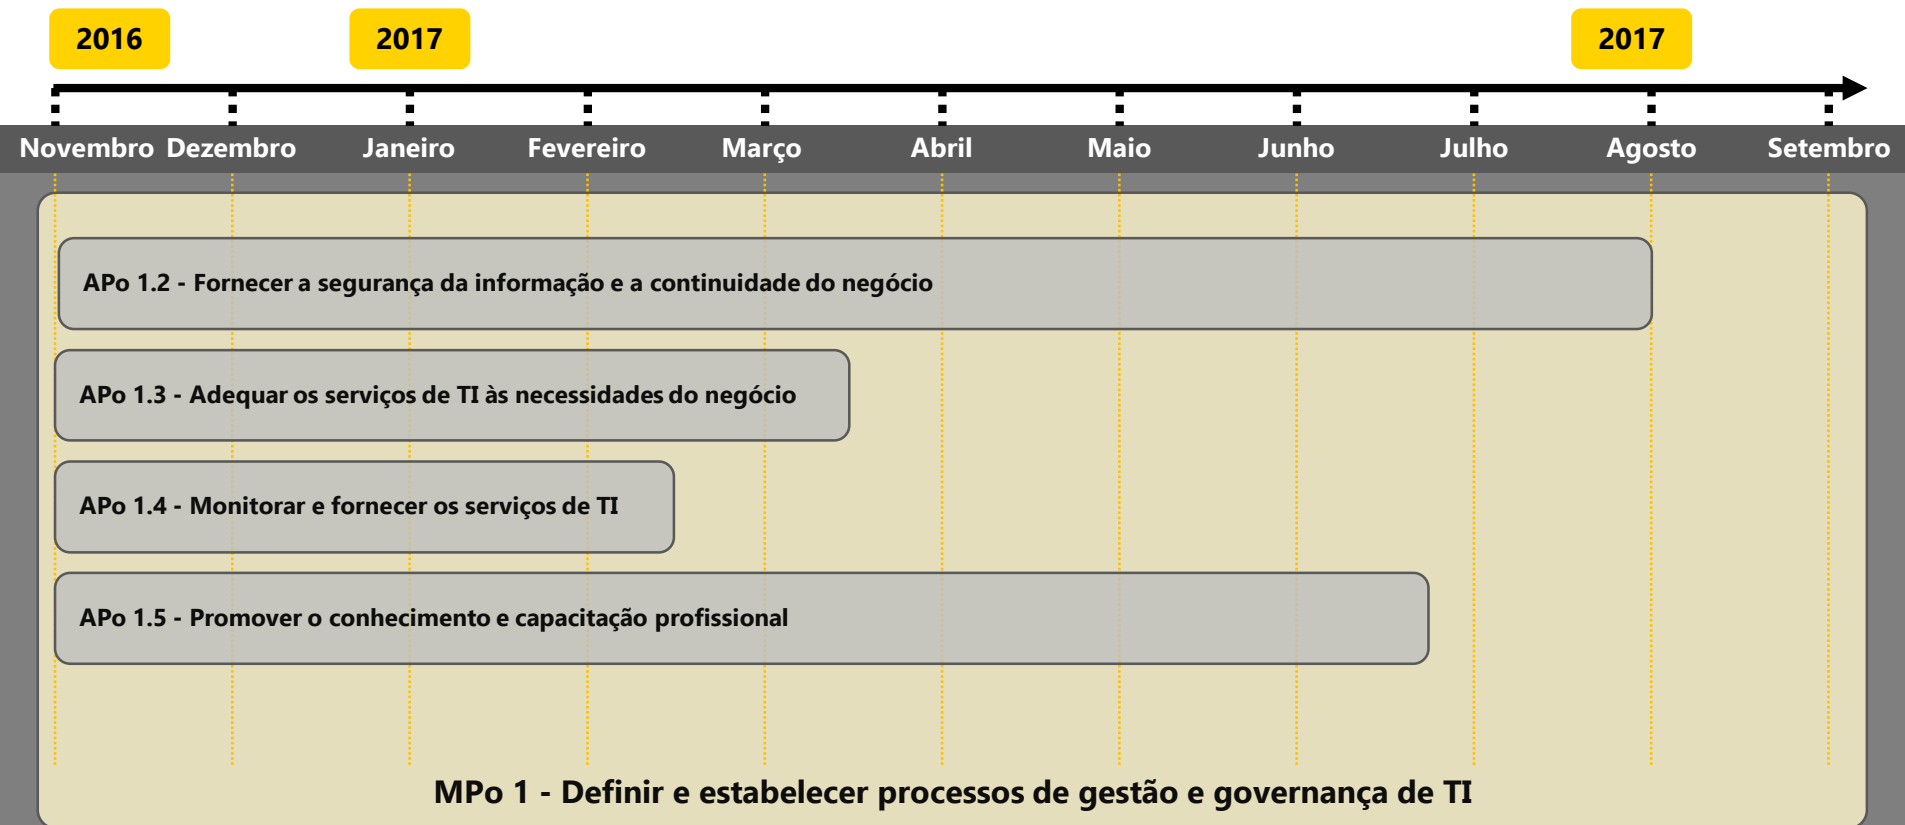 2016 2017 2017
Novembro Dezembro Janeiro Fevereiro Março Abril Maio Junho Julho Agosto Setembro
APo 1.2 - Fornecer a segurança da informação e a continuidade do negócio
APo 1.3 - Adequar os serviços de TI às necessidades do negócio
APo 1.4 - Monitorar e fornecer os serviços de TI
APo 1.5 - Promover o conhecimento e capacitação profissional
MPo 1 - Definir e estabelecer processos de gestão e governança de TI